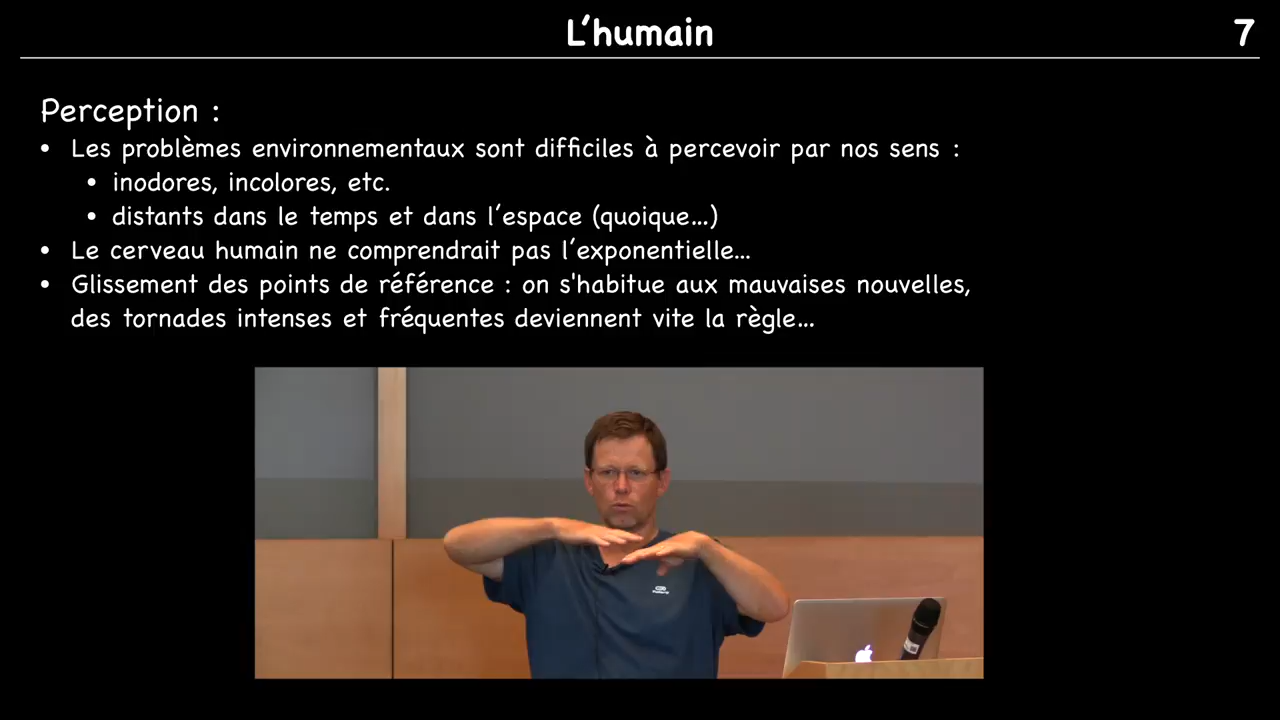 L'humain
7
Perception :
• Les problèmes environnementaux sont difficiles à percevoir par nos sens :
• inodores, incolores, etc.
• distants dans le temps et dans l'espace (quoique...)
• Le cerveau humain ne comprendrait pas l'exponentielle...
• Glissement des points de référence : on s'habitue aux mauvaises nouvelles,
des tornades intenses et fréquentes deviennent vite la règle...